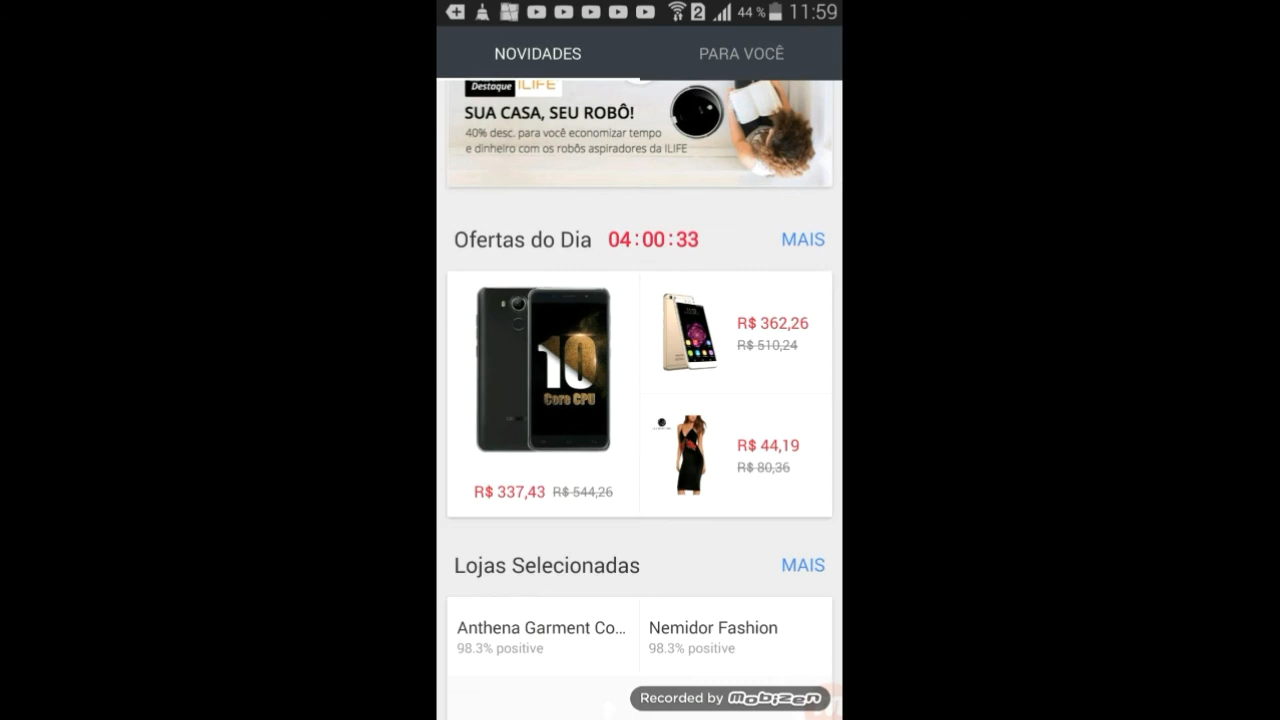 2 44 % 11:59
NOVIDADES PARA VOCÊ
Destaque ILIFE
SUA CASA, SEU ROBÔ!
40% desc. para você economizar tempo
e dinheiro com os robôs aspiradores da ILIFE
Ofertas do Dia 04:00:33 MAIS
10
Core CPU
R$ 337,43 R$ 544,26
R$ 362,26
R$ 510,24
R$ 44,19
R$ 80,36
Lojas Selecionadas MAIS
Anthena Garment Co...
98.3% positive
Nemidor Fashion
98.3% positive
Recorded by mobizen